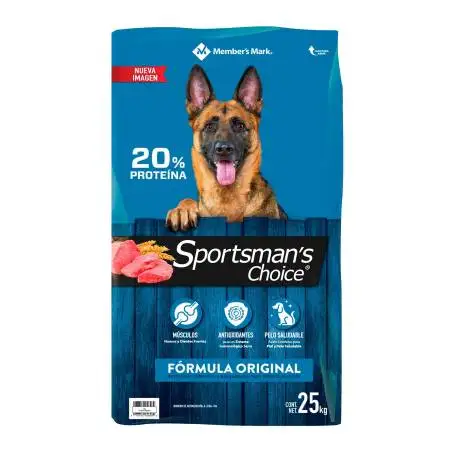 Member's Mark
NUEVA
IMAGEN
20%
PROTEÍNA
Sportsman's
Choice®
MÚSCULOS
ANTIOXIDANTES
PELO SALUDABLE
FÓRMULA ORIGINAL
CONT.
NET. 25kg